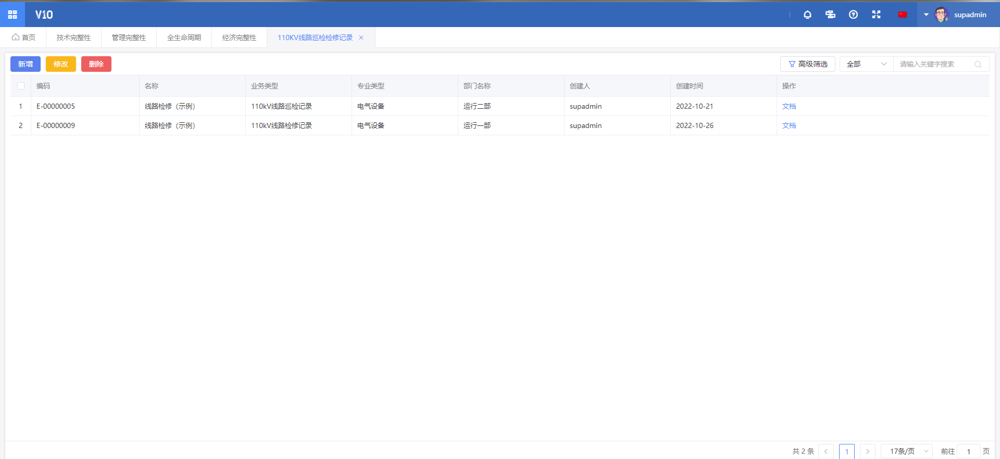 V10
supadmin
首页 技术完整性 管理完整性 全生命周期 经济完整性 110KV线路巡检检修记录
新增 修改 删除 高级筛选 全部 请输入关键字搜索
编码 名称 业务类型 专业类型 部门名称 创建人 创建时间 操作
1 E-00000005 线路检修（示例） 110kV线路巡检记录 电气设备 运行二部 supadmin 2022-10-21 文档
2 E-00000009 线路检修（示例） 110kV线路检修记录 电气设备 运行一部 supadmin 2022-10-26 文档
共 2 条 1 17条/页 前往 1 页